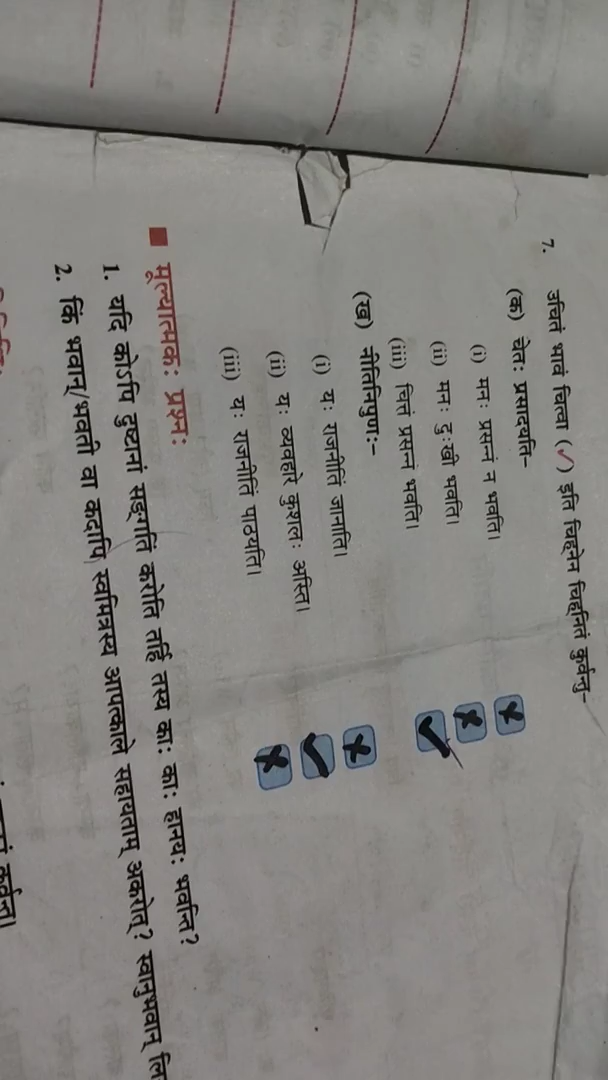 7. उचितं भावं चित्वा (✓) इति चिह्नेन चिह्नितं कुर्वन्तु-
(क) चेतः प्रसादयति-
(i) मनः प्रसन्नं न भवति। ✗
(ii) मनः दुःखी भवति। ✗
(iii) चित्तं प्रसन्नं भवति। ✓
(ख) नीतिनिपुणः-
(i) यः राजनीतिं जानाति। ✗
(ii) यः व्यवहारे कुशलः अस्ति। ✓
(iii) यः राजनीतिं पाठयति। ✗
मूल्यात्मकः प्रश्नः
1. यदि कोऽपि दुष्टानां सङ्गतिं करोति तर्हि तस्य काः काः हानयः भवन्ति?
2. किं भवान्/भवती वा कदापि स्वमित्रस्य आपत्काले सहायताम् अकरोत्? स्वानुभवान् लि